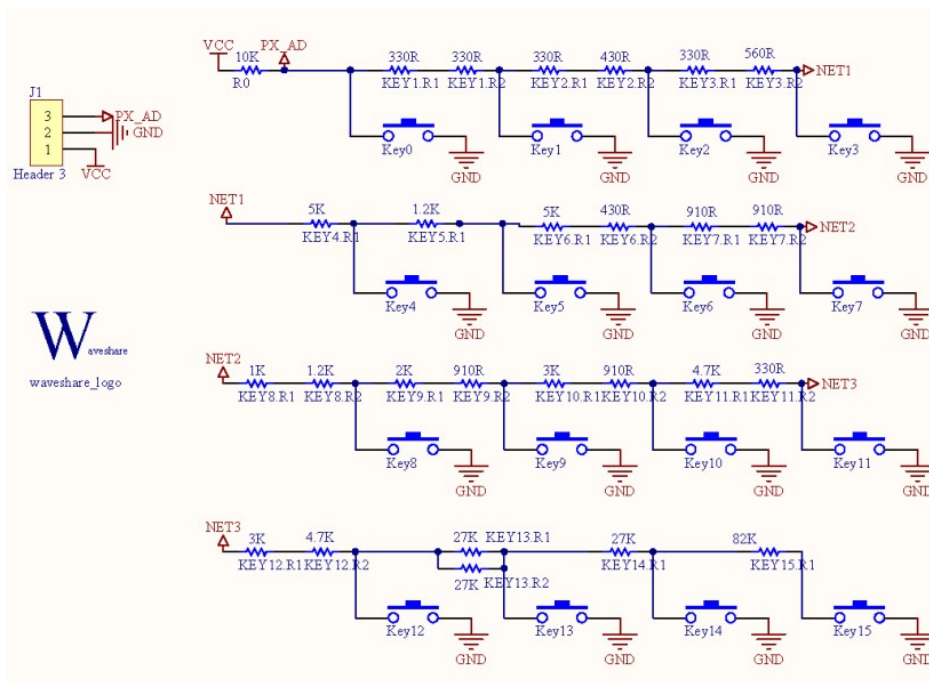 VCC PX_AD
10K 330R 330R 330R 430R 330R 560R
R0 KEY1.R1 KEY1.R2 KEY2.R1 KEY2.R2 KEY3.R1 KEY3.R2 NET1
J1
3 PX_AD
2 GND
1
Header 3 VCC
Key0 Key1 Key2 Key3
GND GND GND GND
NET1
5K 1.2K 5K 430R 910R 910R
KEY4.R1 KEY5.R1 KEY6.R1 KEY6.R2 KEY7.R1 KEY7.R2 NET2
Key4 Key5 Key6 Key7
GND GND GND GND
Waveshare
waveshare_logo
NET2
1K 1.2K 2K 910R 3K 910R 4.7K 330R
KEY8.R1 KEY8.R2 KEY9.R1 KEY9.R2 KEY10.R1 KEY10.R2 KEY11.R1 KEY11.R2 NET3
Key8 Key9 Key10 Key11
GND GND GND GND
NET3
3K 4.7K 27K KEY13.R1 27K 82K
KEY12.R1 KEY12.R2 27K KEY13.R2 KEY14.R1 KEY15.R1
Key12 Key13 Key14 Key15
GND GND GND GND